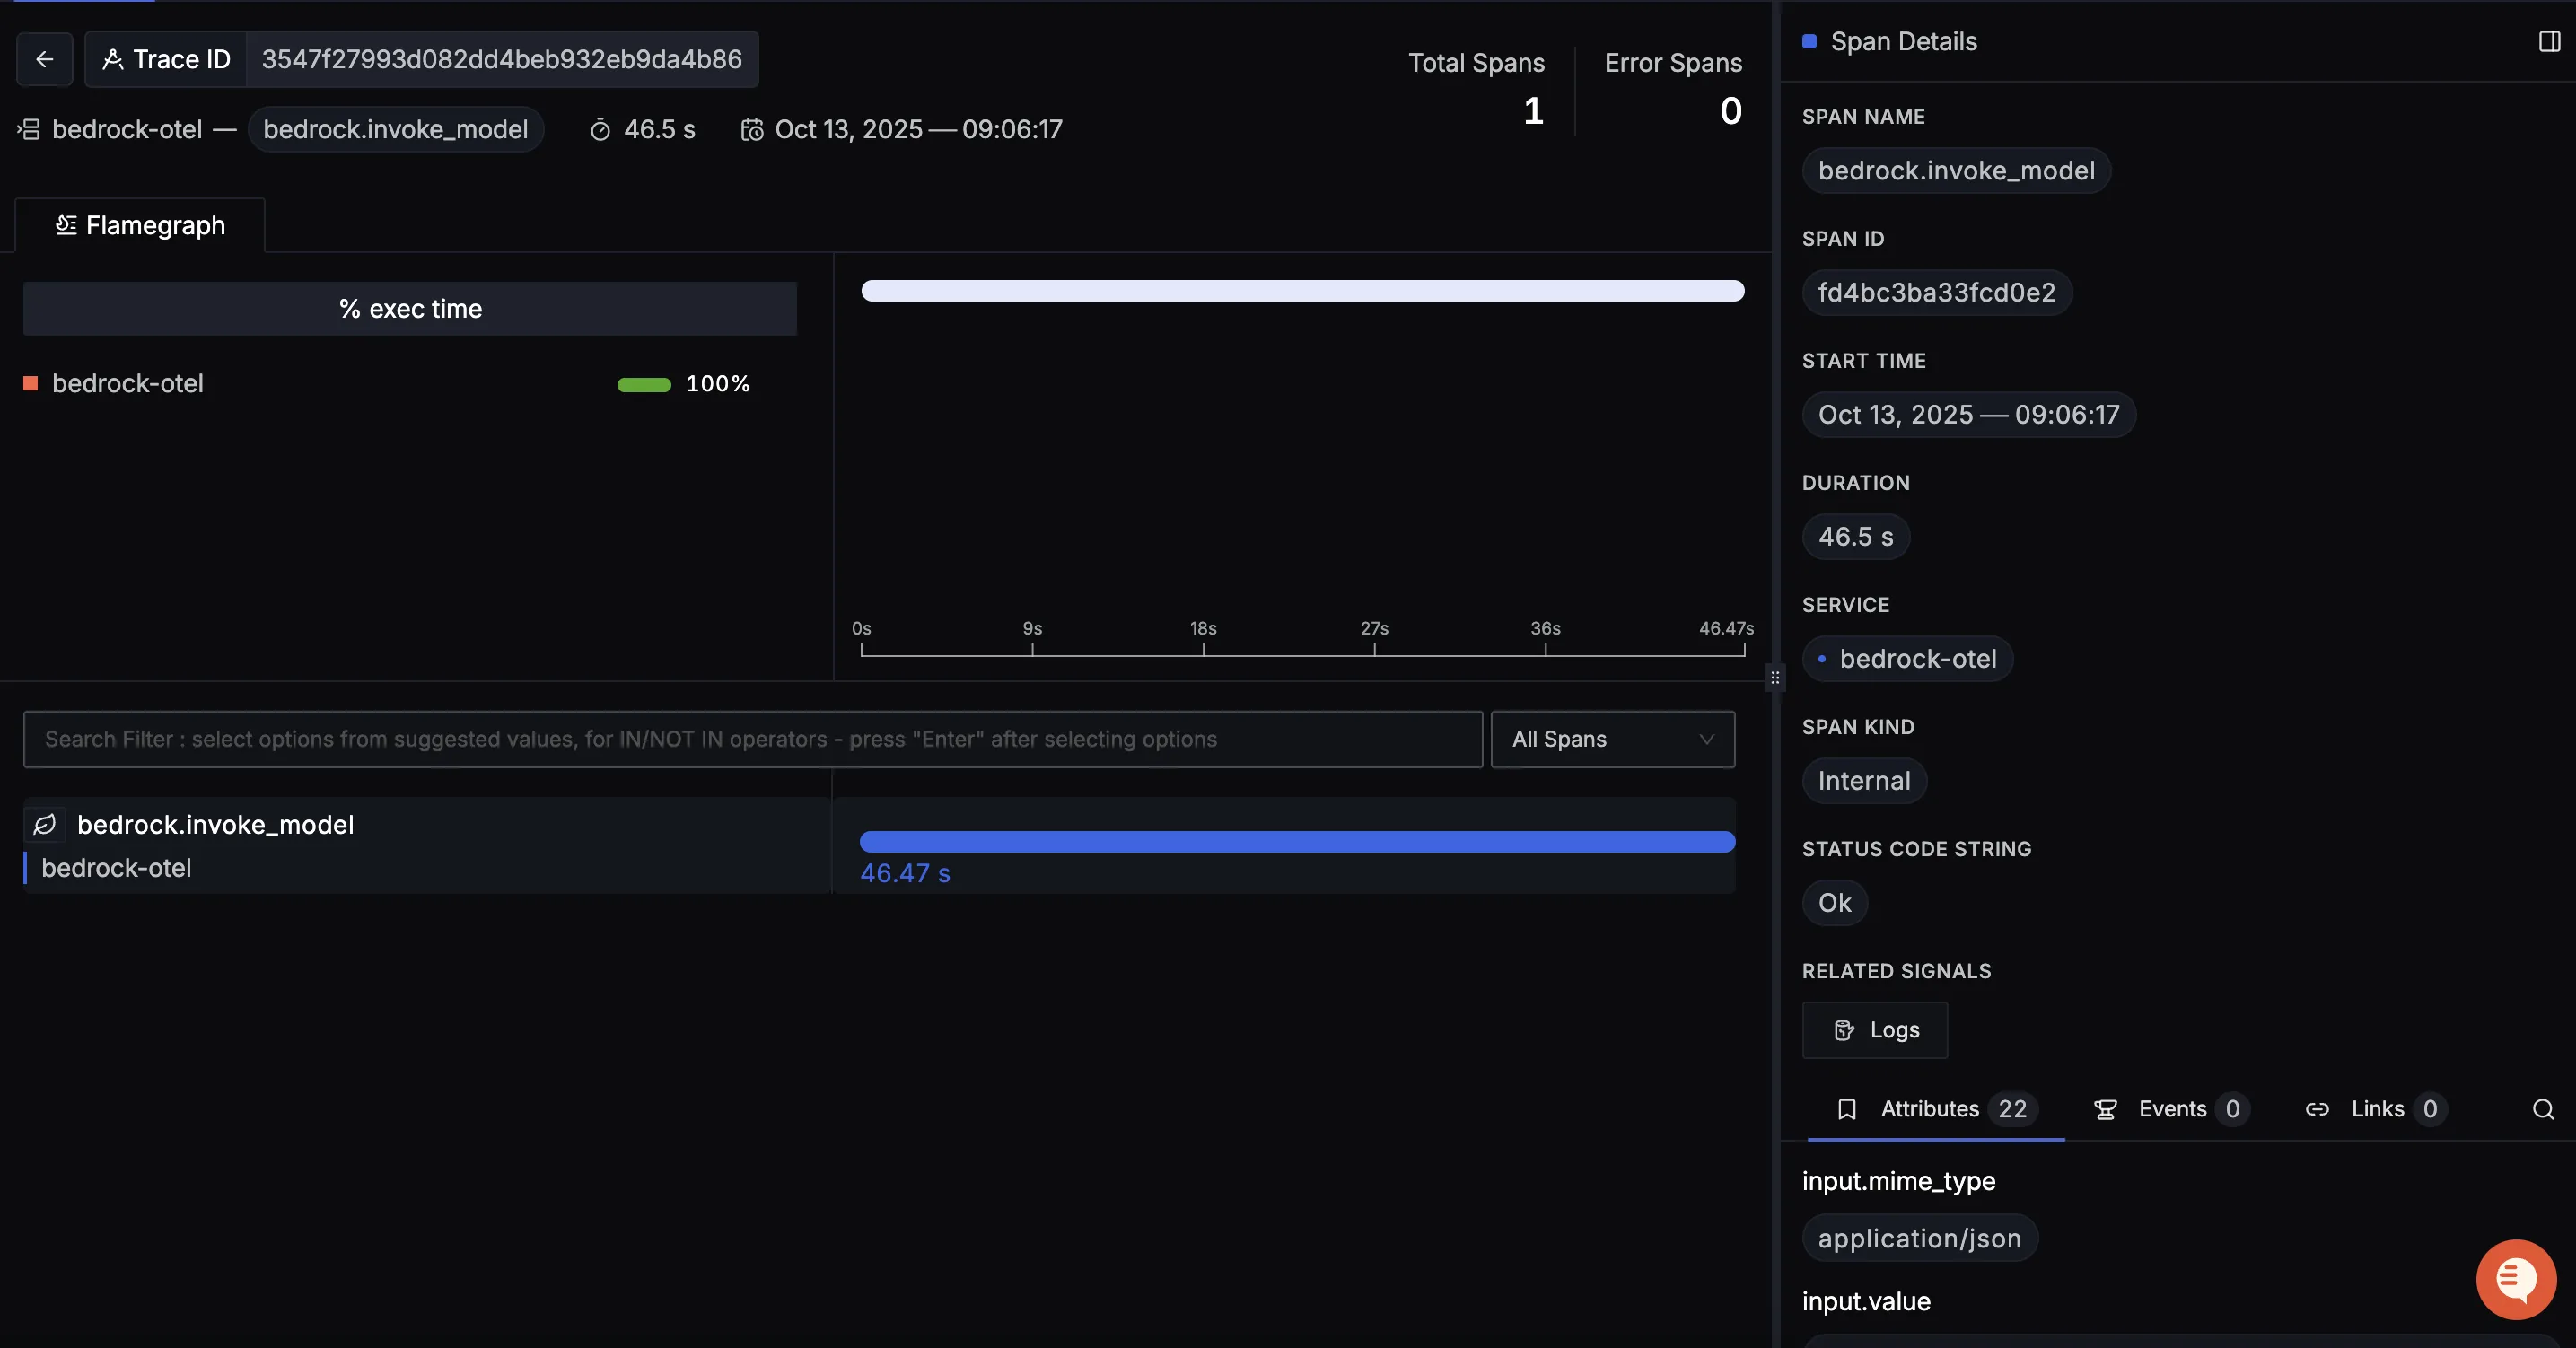 Trace ID 3547f27993d082dd4beb932eb9da4b86
bedrock-otel — bedrock.invoke_model 46.5 s Oct 13, 2025 — 09:06:17
Total Spans
1
Error Spans
0
Flamegraph
% exec time
bedrock-otel 100%
0s 9s 18s 27s 36s 46.47s
Search Filter : select options from suggested values, for IN/NOT IN operators - press "Enter" after selecting options
All Spans
bedrock.invoke_model
bedrock-otel
46.47 s
Span Details
SPAN NAME
bedrock.invoke_model
SPAN ID
fd4bc3ba33fcd0e2
START TIME
Oct 13, 2025 — 09:06:17
DURATION
46.5 s
SERVICE
bedrock-otel
SPAN KIND
Internal
STATUS CODE STRING
Ok
RELATED SIGNALS
Logs
Attributes 22 Events 0 Links 0
input.mime_type
application/json
input.value